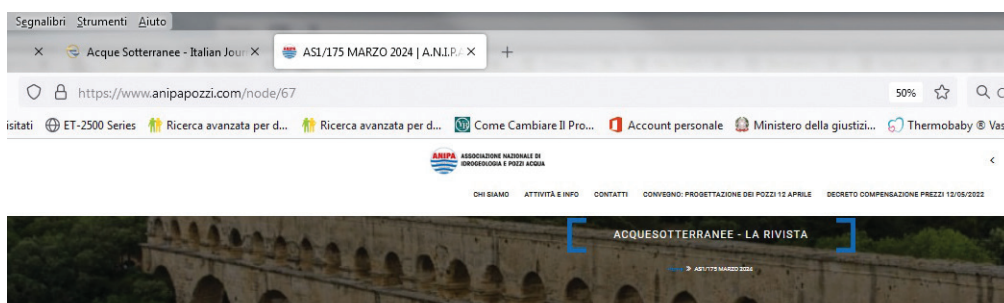 Segnalibri Strumenti Aiuto
Acque Sotterranee - Italian Jour AS1/175 MARZO 2024 | A.N.I.P.A
https://www.anipapozzi.com/node/67 50%
isitati ET-2500 Series Ricerca avanzata per d... Ricerca avanzata per d... Come Cambiare Il Pro... Account personale Ministero della giustizi... Thermobaby ® Vas
ANIPA ASSOCIAZIONE NAZIONALE DI
IDROGEOLOGIA E POZZI ACQUA
CHI SIAMO ATTIVITÀ E INFO CONTATTI CONVEGNO: PROGETTAZIONE DEI POZZI 12 APRILE DECRETO COMPENSAZIONE PREZZI 12/05/2022
ACQUESOTTERRANEE - LA RIVISTA
AS1/175 MARZO 2024